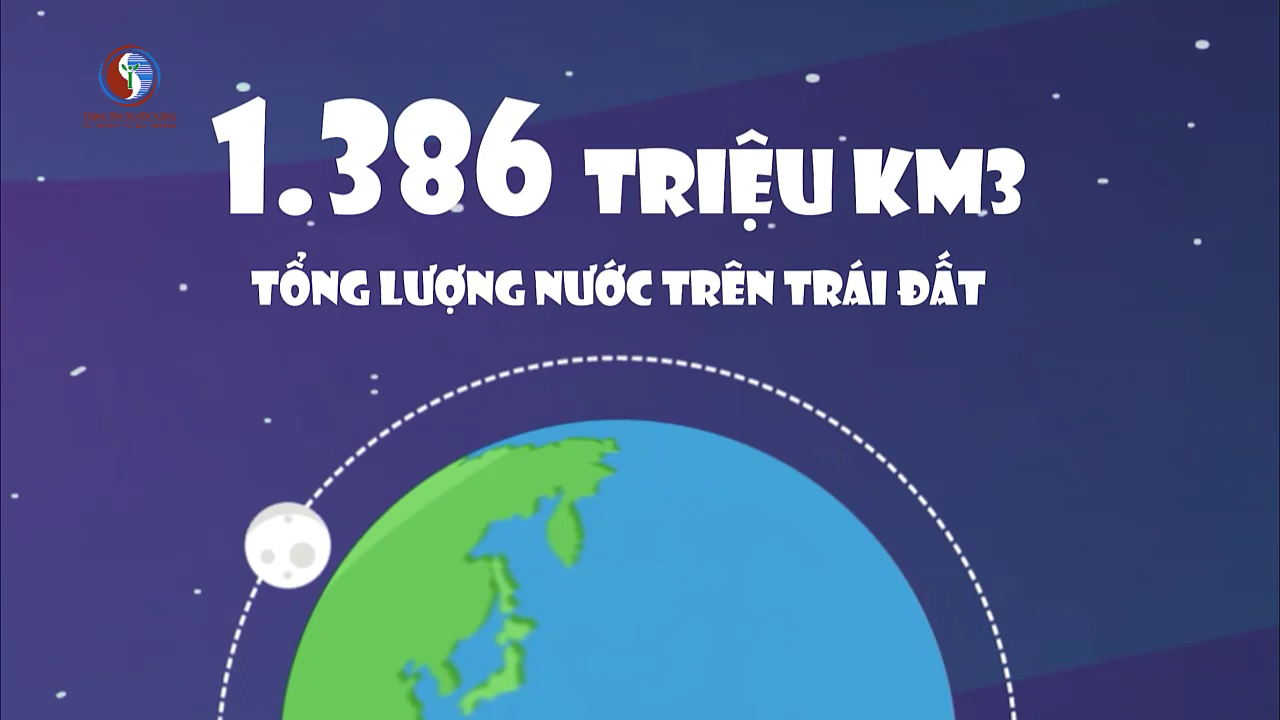 1.386 TRIỆU KM3
TỔNG LƯỢNG NƯỚC TRÊN TRÁI ĐẤT